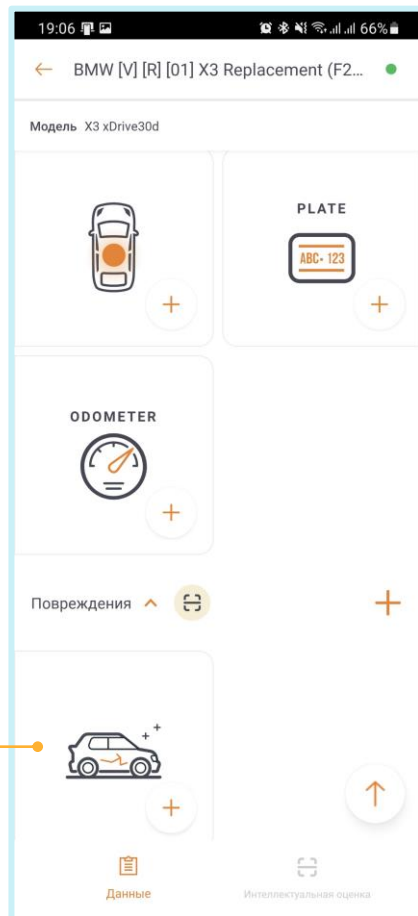 19:06 66%
BMW [V] [R] [01] X3 Replacement (F2...
Модель X3 xDrive30d
PLATE
ABC• 123
ODOMETER
Повреждения
Данные
Интеллектуальная оценка